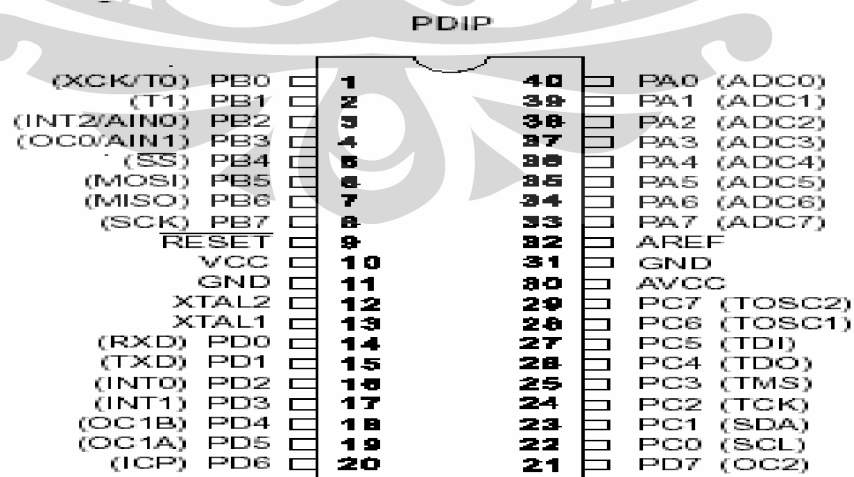 PDIP
(XCK/T0) PB0 1 40 PA0 (ADC0)
(T1) PB1 2 39 PA1 (ADC1)
(INT2/AIN0) PB2 3 38 PA2 (ADC2)
(OC0/AIN1) PB3 4 37 PA3 (ADC3)
(SS) PB4 5 36 PA4 (ADC4)
(MOSI) PB5 6 35 PA5 (ADC5)
(MISO) PB6 7 34 PA6 (ADC6)
(SCK) PB7 8 33 PA7 (ADC7)
RESET 9 32 AREF
VCC 10 31 GND
GND 11 30 AVCC
XTAL2 12 29 PC7 (TOSC2)
XTAL1 13 28 PC6 (TOSC1)
(RXD) PD0 14 27 PC5 (TDI)
(TXD) PD1 15 26 PC4 (TDO)
(INT0) PD2 16 25 PC3 (TMS)
(INT1) PD3 17 24 PC2 (TCK)
(OC1B) PD4 18 23 PC1 (SDA)
(OC1A) PD5 19 22 PC0 (SCL)
(ICP) PD6 20 21 PD7 (OC2)